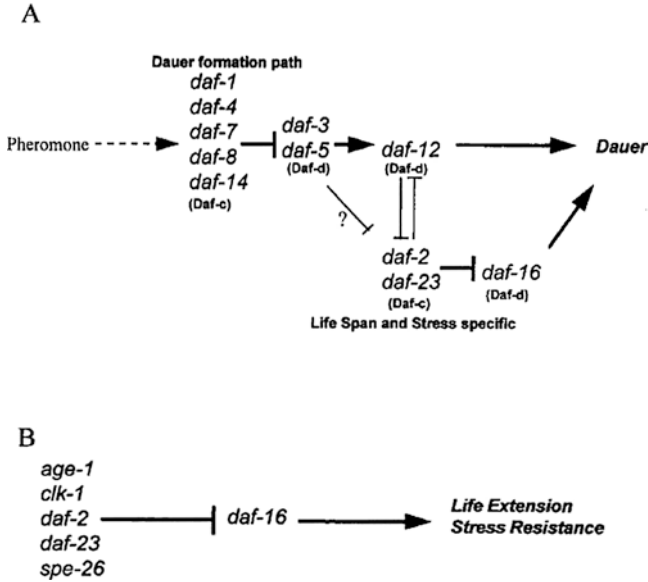 A
Dauer formation path
daf-1
daf-4
daf-7
daf-8
daf-14
(Daf-c)
Pheromone
daf-3
daf-5
(Daf-d)
daf-12
(Daf-d)
Dauer
?
daf-2
daf-23
(Daf-c)
daf-16
(Daf-d)
Life Span and Stress specific
B
age-1
clk-1
daf-2
daf-23
spe-26
daf-16
Life Extension
Stress Resistance